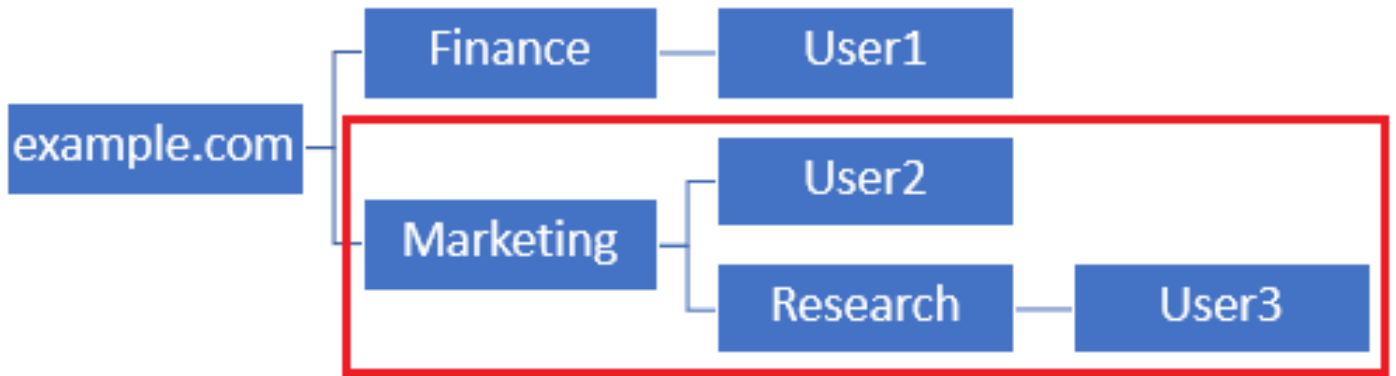 example.com
Finance
User1
Marketing
User2
Research
User3